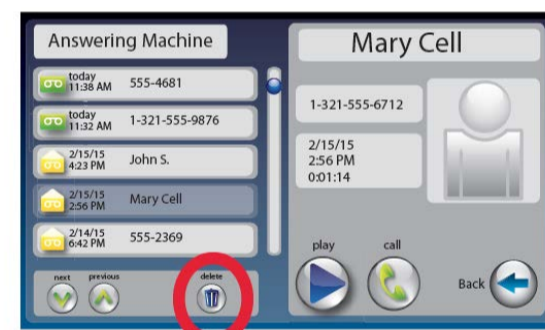 Answering Machine
today
11:38 AM 555-4681
today
11:32 AM 1-321-555-9876
2/15/15
4:23 PM John S.
2/15/15
2:56 PM Mary Cell
2/14/15
6:42 PM 555-2369
next previous delete
Mary Cell
1-321-555-6712
2/15/15
2:56 PM
0:01:14
play call
Back